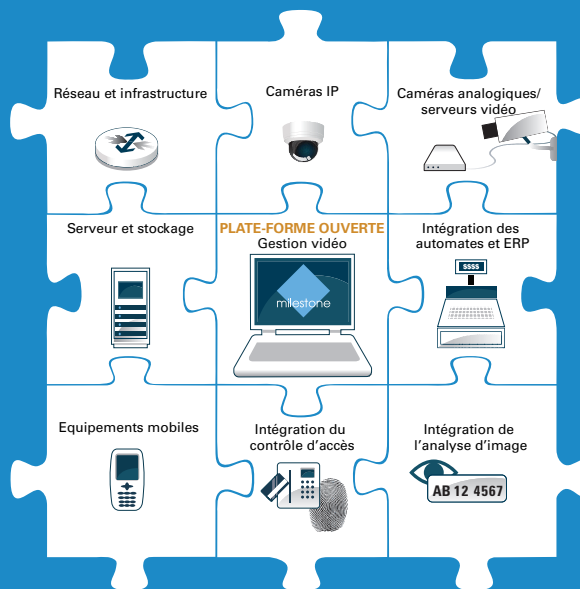 Réseau et infrastructure
Caméras IP
Caméras analogiques/
serveurs vidéo
Serveur et stockage
PLATE-FORME OUVERTE
Gestion vidéo
milestone
Intégration des
automates et ERP
$$$$
Equipements mobiles
Intégration du
contrôle d'accès
Intégration de
l'analyse d'image
AB 12 4567